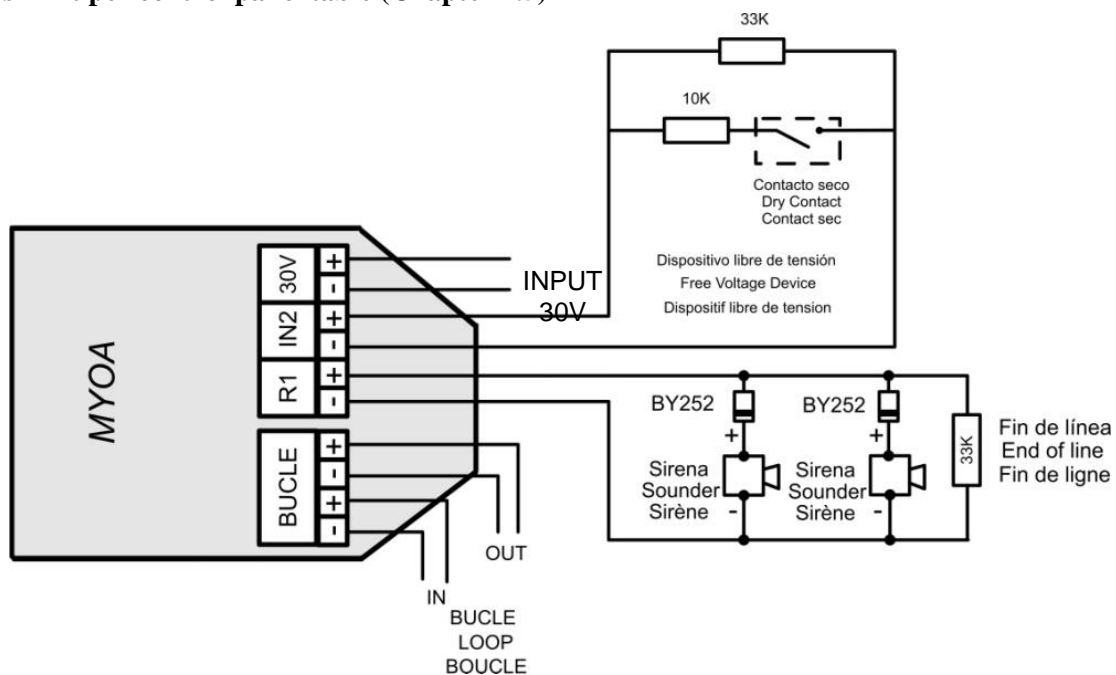 33K
10K
Contacto seco
Dry Contact
Contact sec
Dispositivo libre de tensión
Free Voltage Device
Dispositif libre de tension
INPUT
30V
MYOA
30V
+
-
IN2
+
-
R1
+
-
BUCLE
+
-
+
-
BY252
+
Sirena
Sounder
Sirène
-
BY252
+
Sirena
Sounder
Sirène
-
33K
Fin de línea
End of line
Fin de ligne
OUT
IN
BUCLE
LOOP
BOUCLE